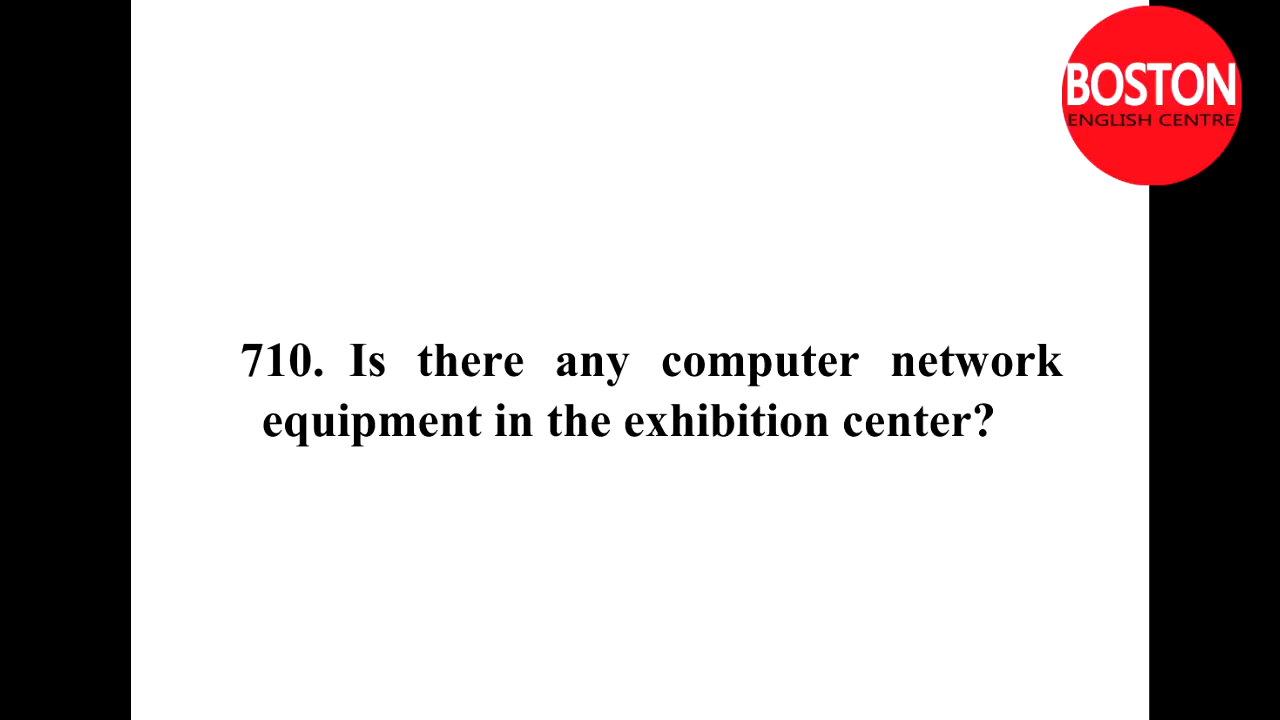 BOSTON
ENGLISH CENTRE
710. Is there any computer network
equipment in the exhibition center?